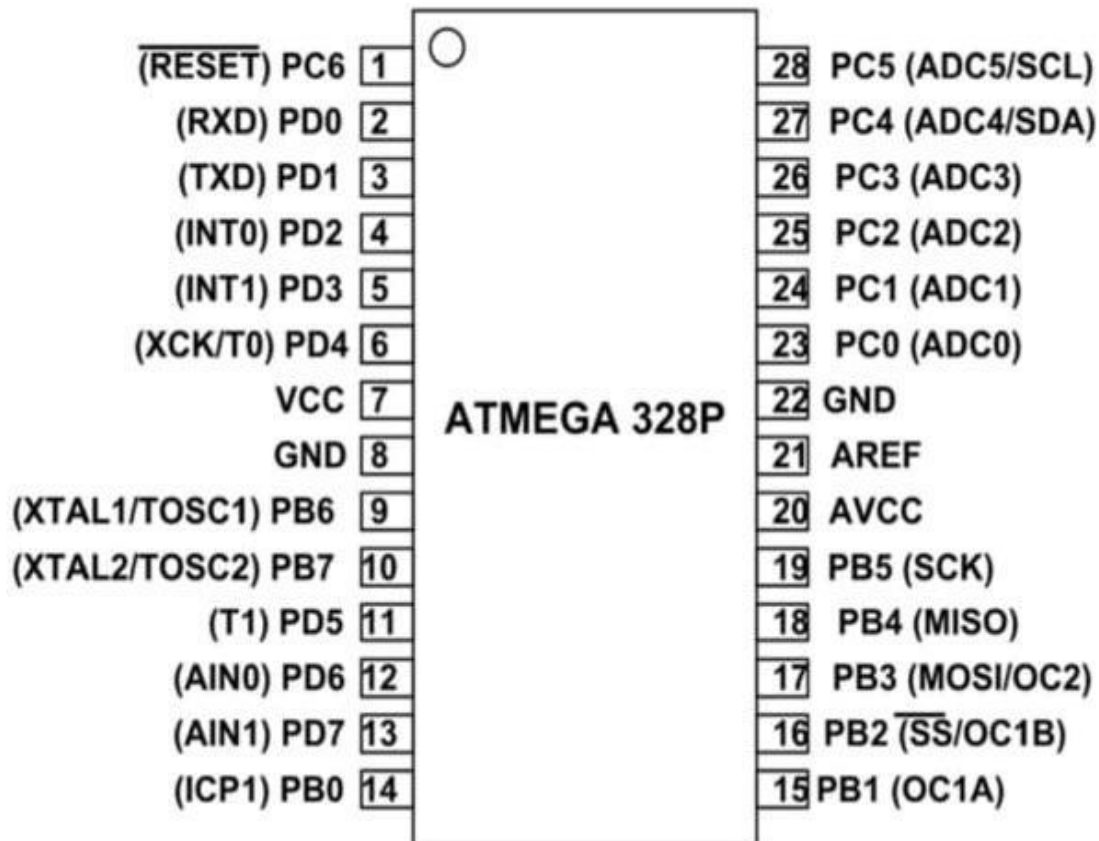 (RESET) PC6 1
(RXD) PD0 2
(TXD) PD1 3
(INT0) PD2 4
(INT1) PD3 5
(XCK/T0) PD4 6
VCC 7
GND 8
(XTAL1/TOSC1) PB6 9
(XTAL2/TOSC2) PB7 10
(T1) PD5 11
(AIN0) PD6 12
(AIN1) PD7 13
(ICP1) PB0 14
ATMEGA 328P
28 PC5 (ADC5/SCL)
27 PC4 (ADC4/SDA)
26 PC3 (ADC3)
25 PC2 (ADC2)
24 PC1 (ADC1)
23 PC0 (ADC0)
22 GND
21 AREF
20 AVCC
19 PB5 (SCK)
18 PB4 (MISO)
17 PB3 (MOSI/OC2)
16 PB2 (SS/OC1B)
15 PB1 (OC1A)